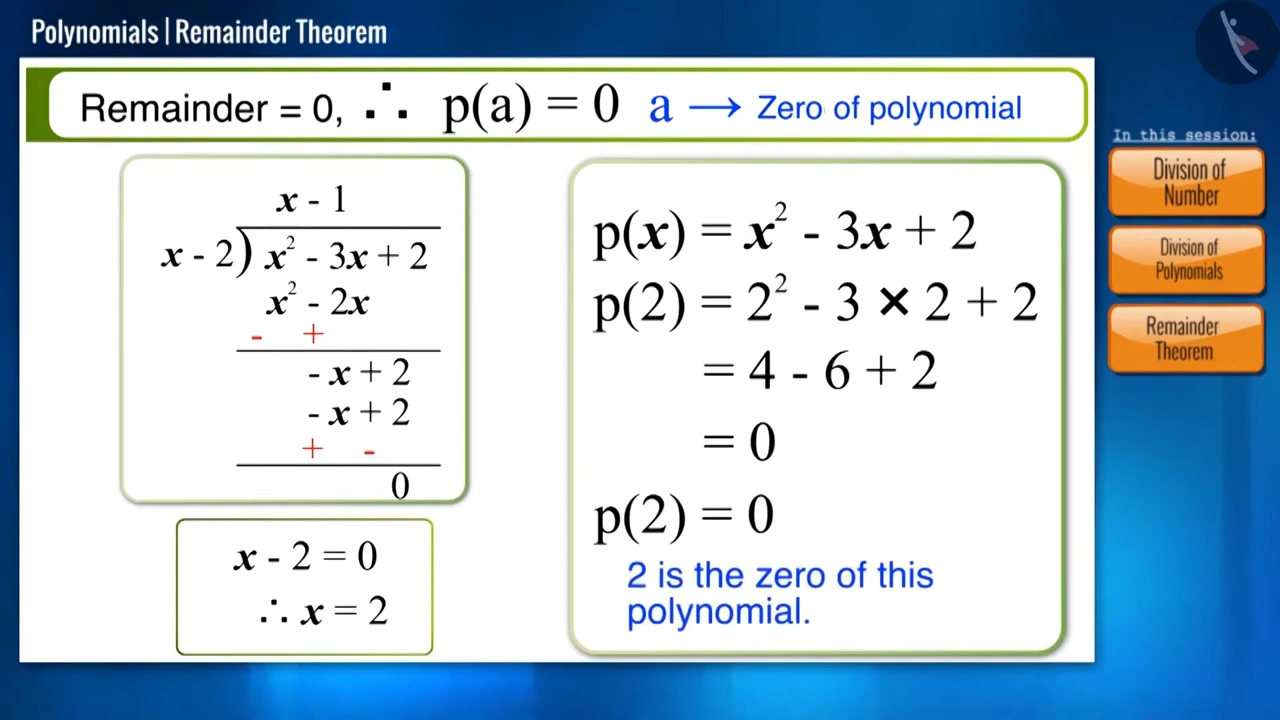 Polynomials | Remainder Theorem
Remainder = 0, ∴ p(a) = 0 a → Zero of polynomial
x - 1
x - 2) x² - 3x + 2
x² - 2x
- +
- x + 2
- x + 2
+ -
0
x - 2 = 0
∴ x = 2
p(x) = x² - 3x + 2
p(2) = 2² - 3 × 2 + 2
= 4 - 6 + 2
= 0
p(2) = 0
2 is the zero of this
polynomial.
In this session:
Division of
Number
Division of
Polynomials
Remainder
Theorem